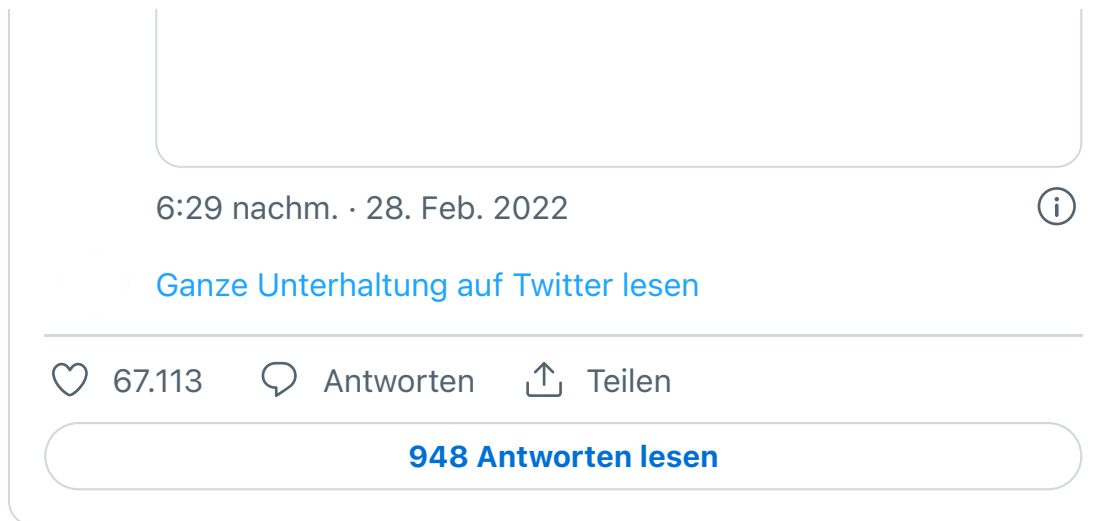 6:29 nachm. · 28. Feb. 2022
Ganze Unterhaltung auf Twitter lesen
67.113 Antworten Teilen
948 Antworten lesen